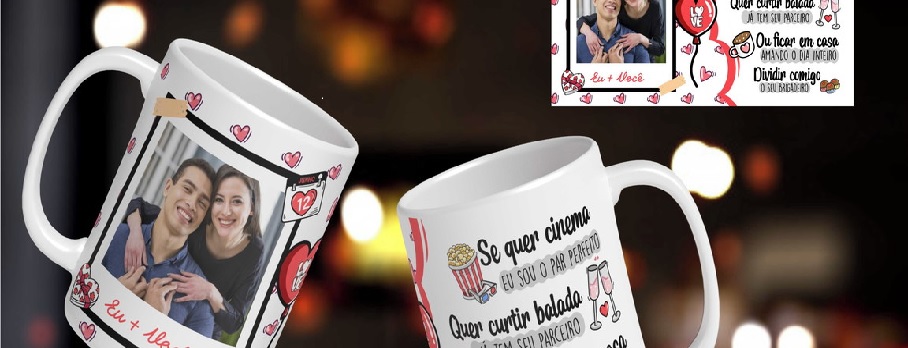 Quer curtir balada
JÁ TEM SEU PARCEIRO
LOVE
Ou ficar em casa
AMANDO O DIA INTEIRO
Eu + Você
Dividir comigo
O SEU BRIGADEIRO
12
Se quer cinema
EU SOU O PAR PERFEITO
Quer curtir balada
JÁ TEM SEU PARCEIRO
Eu +